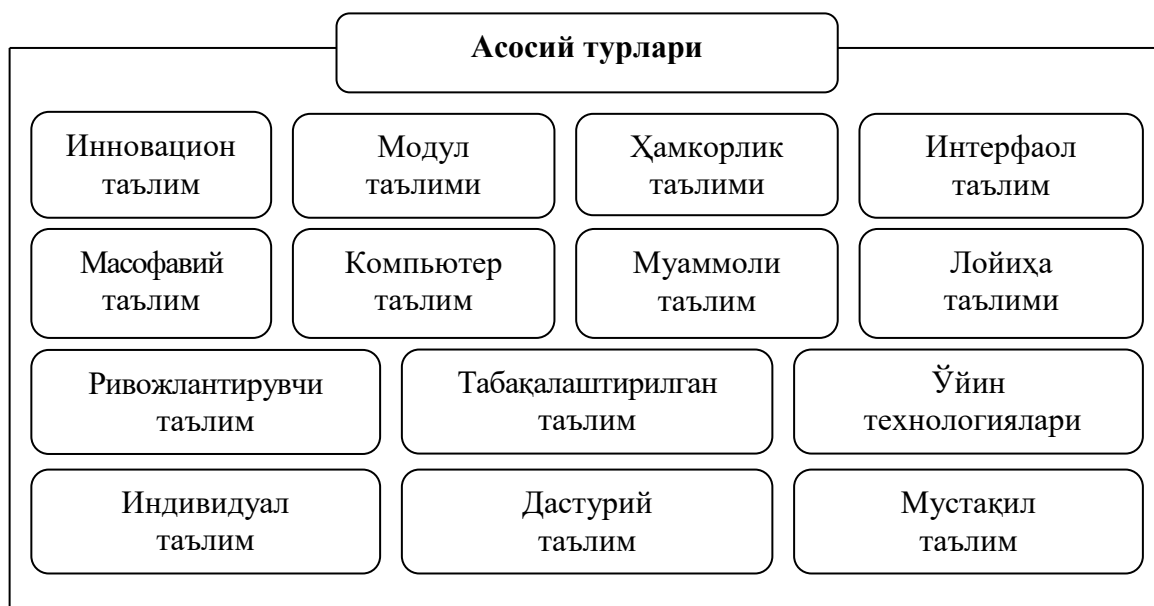 Асосий турлари
Инновацион
таълим
Модул
таълими
Ҳамкорлик
таълими
Интерфаол
таълим
Масофавий
таълим
Компьютер
таълим
Муаммоли
таълим
Лойиҳа
таълими
Ривожлантирувчи
таълим
Табақалаштирилган
таълим
Ўйин
технологиялари
Индивидуал
таълим
Дастурий
таълим
Мустақил
таълим